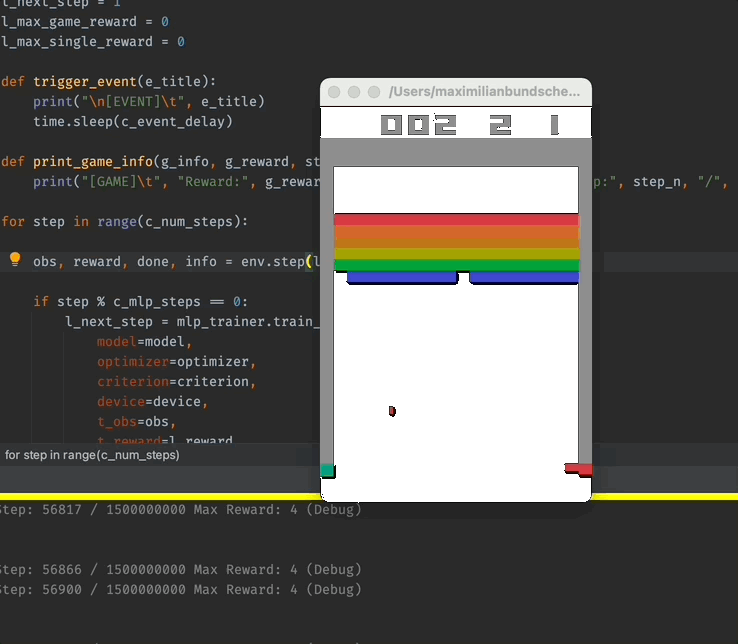 l_next_step = 1
l_max_game_reward = 0
l_max_single_reward = 0
def trigger_event(e_title):
print("\n[EVENT]\t", e_title)
time.sleep(c_event_delay)
def print_game_info(g_info, g_reward, st
print("[GAME]\t", "Reward:", g_rewar
p:", step_n, "/",
for step in range(c_num_steps):
obs, reward, done, info = env.step(l
if step % c_mlp_steps == 0:
l_next_step = mlp_trainer.train_
model=model,
optimizer=optimizer,
criterion=criterion,
device=device,
t_obs=obs,
t_reward=l_reward
for step in range(c_num_steps)
/Users/maximilianbundsche...
002 2 1
Step: 56817 / 1500000000 Max Reward: 4 (Debug)
Step: 56866 / 1500000000 Max Reward: 4 (Debug)
Step: 56900 / 1500000000 Max Reward: 4 (Debug)